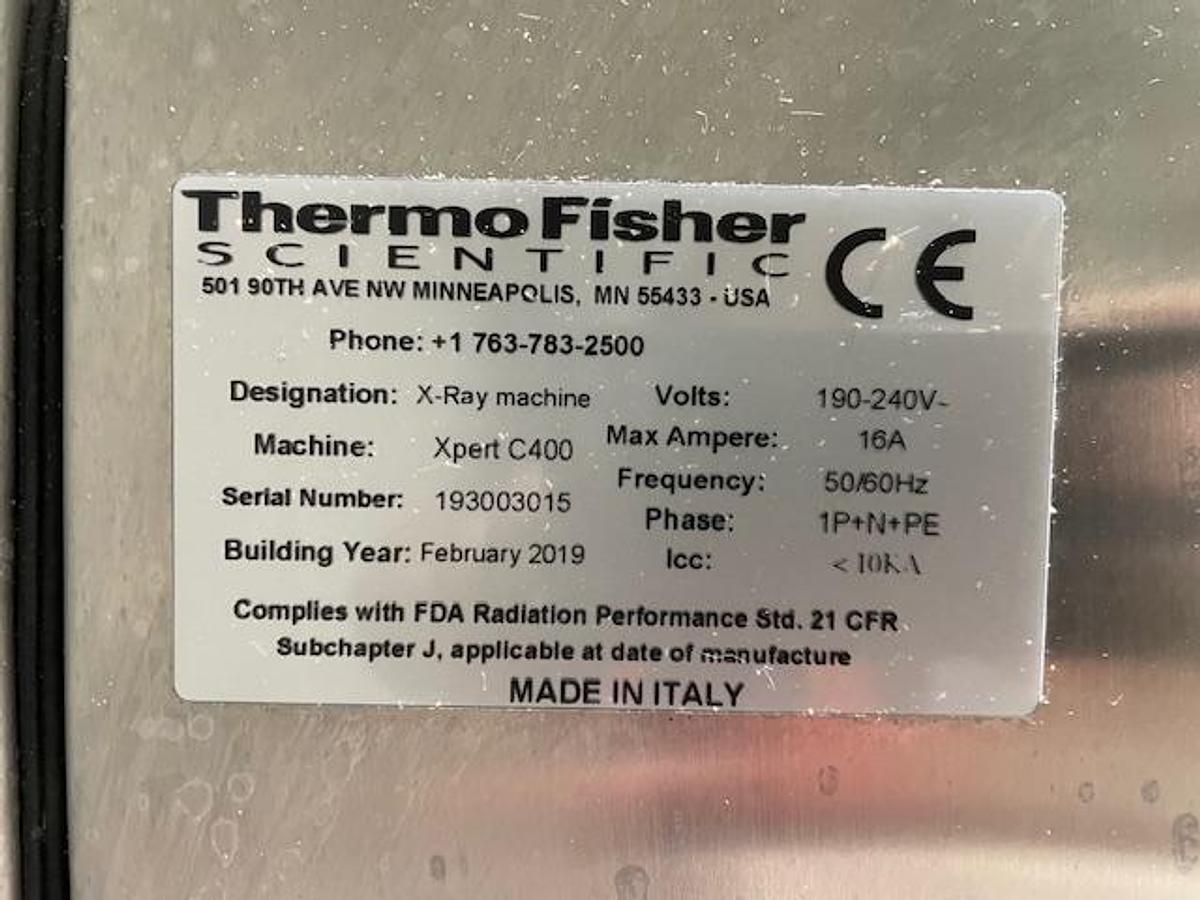 ThermoFisher
SCIENTIFIC
CE
501 90TH AVE NW MINNEAPOLIS, MN 55433 - USA
Phone: +1 763-783-2500
Designation: X-Ray machine Volts: 190-240V~
Machine: Xpert C400 Max Ampere: 16A
Serial Number: 193003015 Frequency: 50/60Hz
Phase: 1P+N+PE
Building Year: February 2019 Icc: < 10KA
Complies with FDA Radiation Performance Std. 21 CFR
Subchapter J, applicable at date of manufacture
MADE IN ITALY